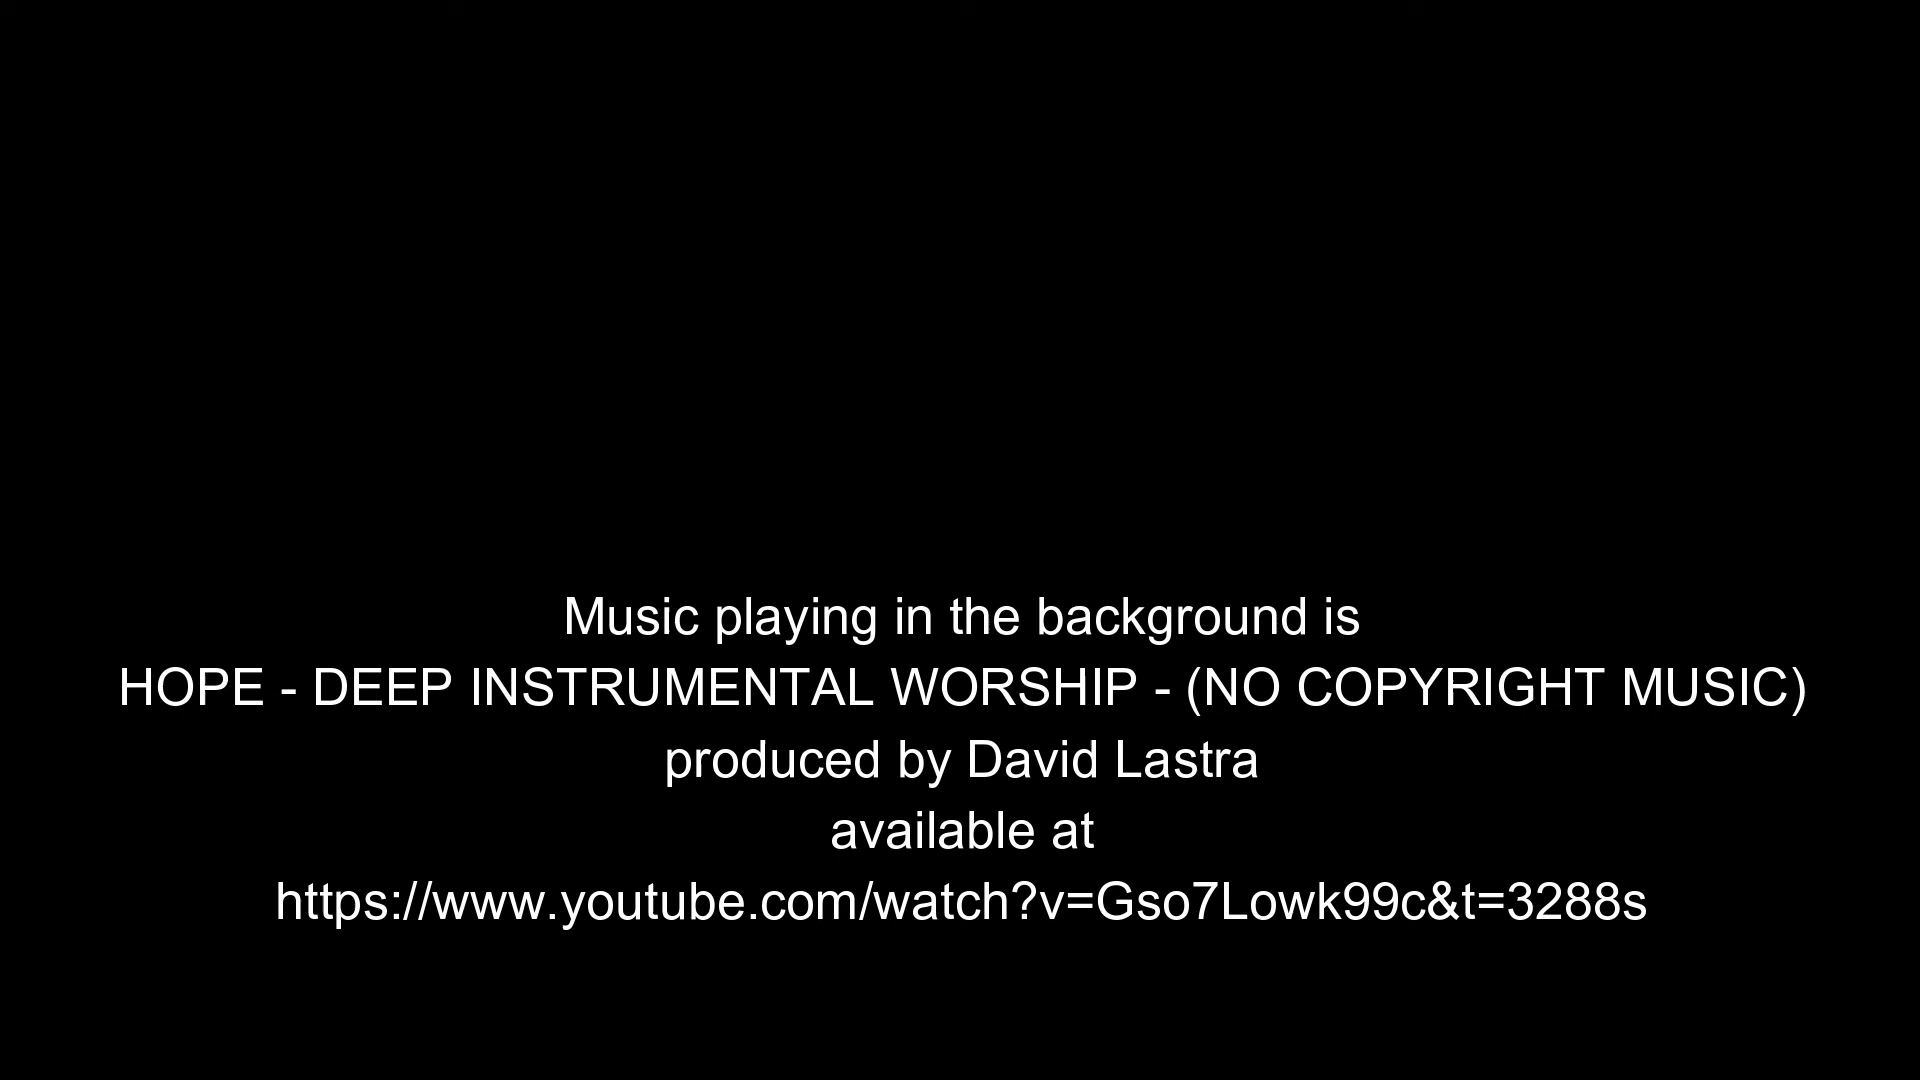 Music playing in the background is
HOPE - DEEP INSTRUMENTAL WORSHIP - (NO COPYRIGHT MUSIC)
produced by David Lastra
available at
https://www.youtube.com/watch?v=Gso7Lowk99c&t=3288s